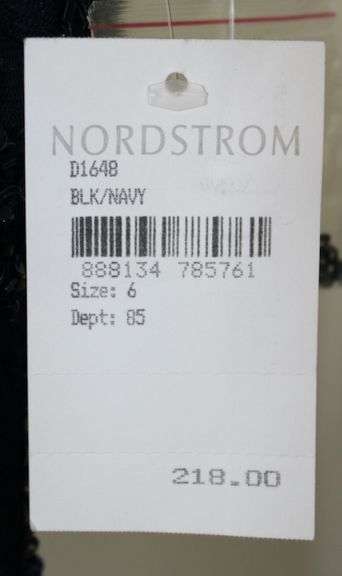 NORDSTROM
D1648
BLK/NAVY
888134 785761
Size: 6
Dept: 85
218.00